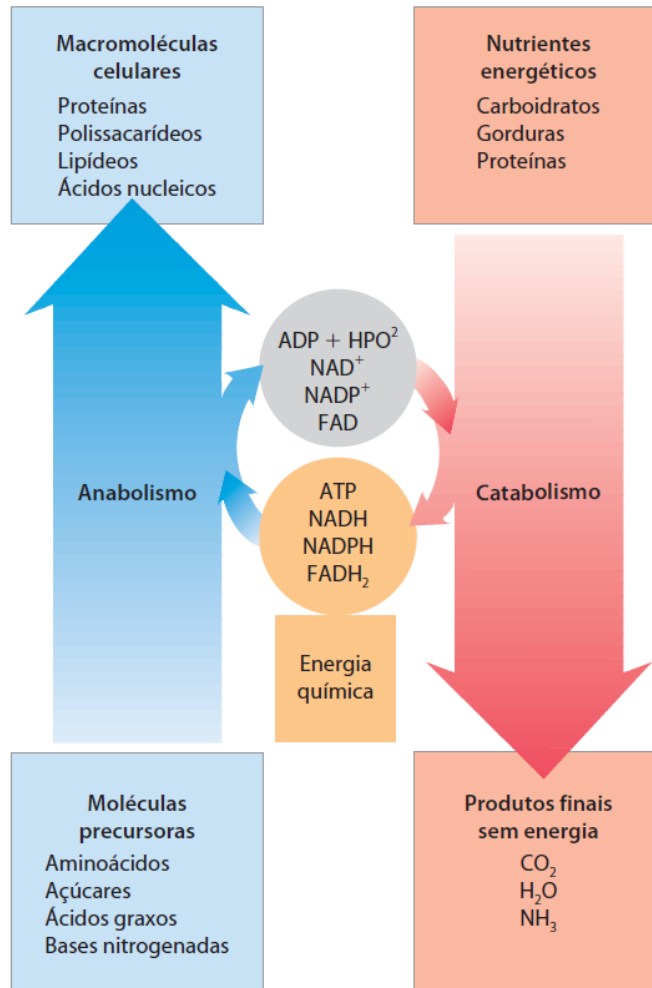 Macromoléculas
celulares
Proteínas
Polissacarídeos
Lipídeos
Ácidos nucleicos
Nutrientes
energéticos
Carboidratos
Gorduras
Proteínas
ADP + HPO²
NAD⁺
NADP⁺
FAD
Anabolismo
ATP
NADH
NADPH
FADH₂
Catabolismo
Energia
química
Moléculas
precursoras
Aminoácidos
Açúcares
Ácidos graxos
Bases nitrogenadas
Produtos finais
sem energia
CO₂
H₂O
NH₃